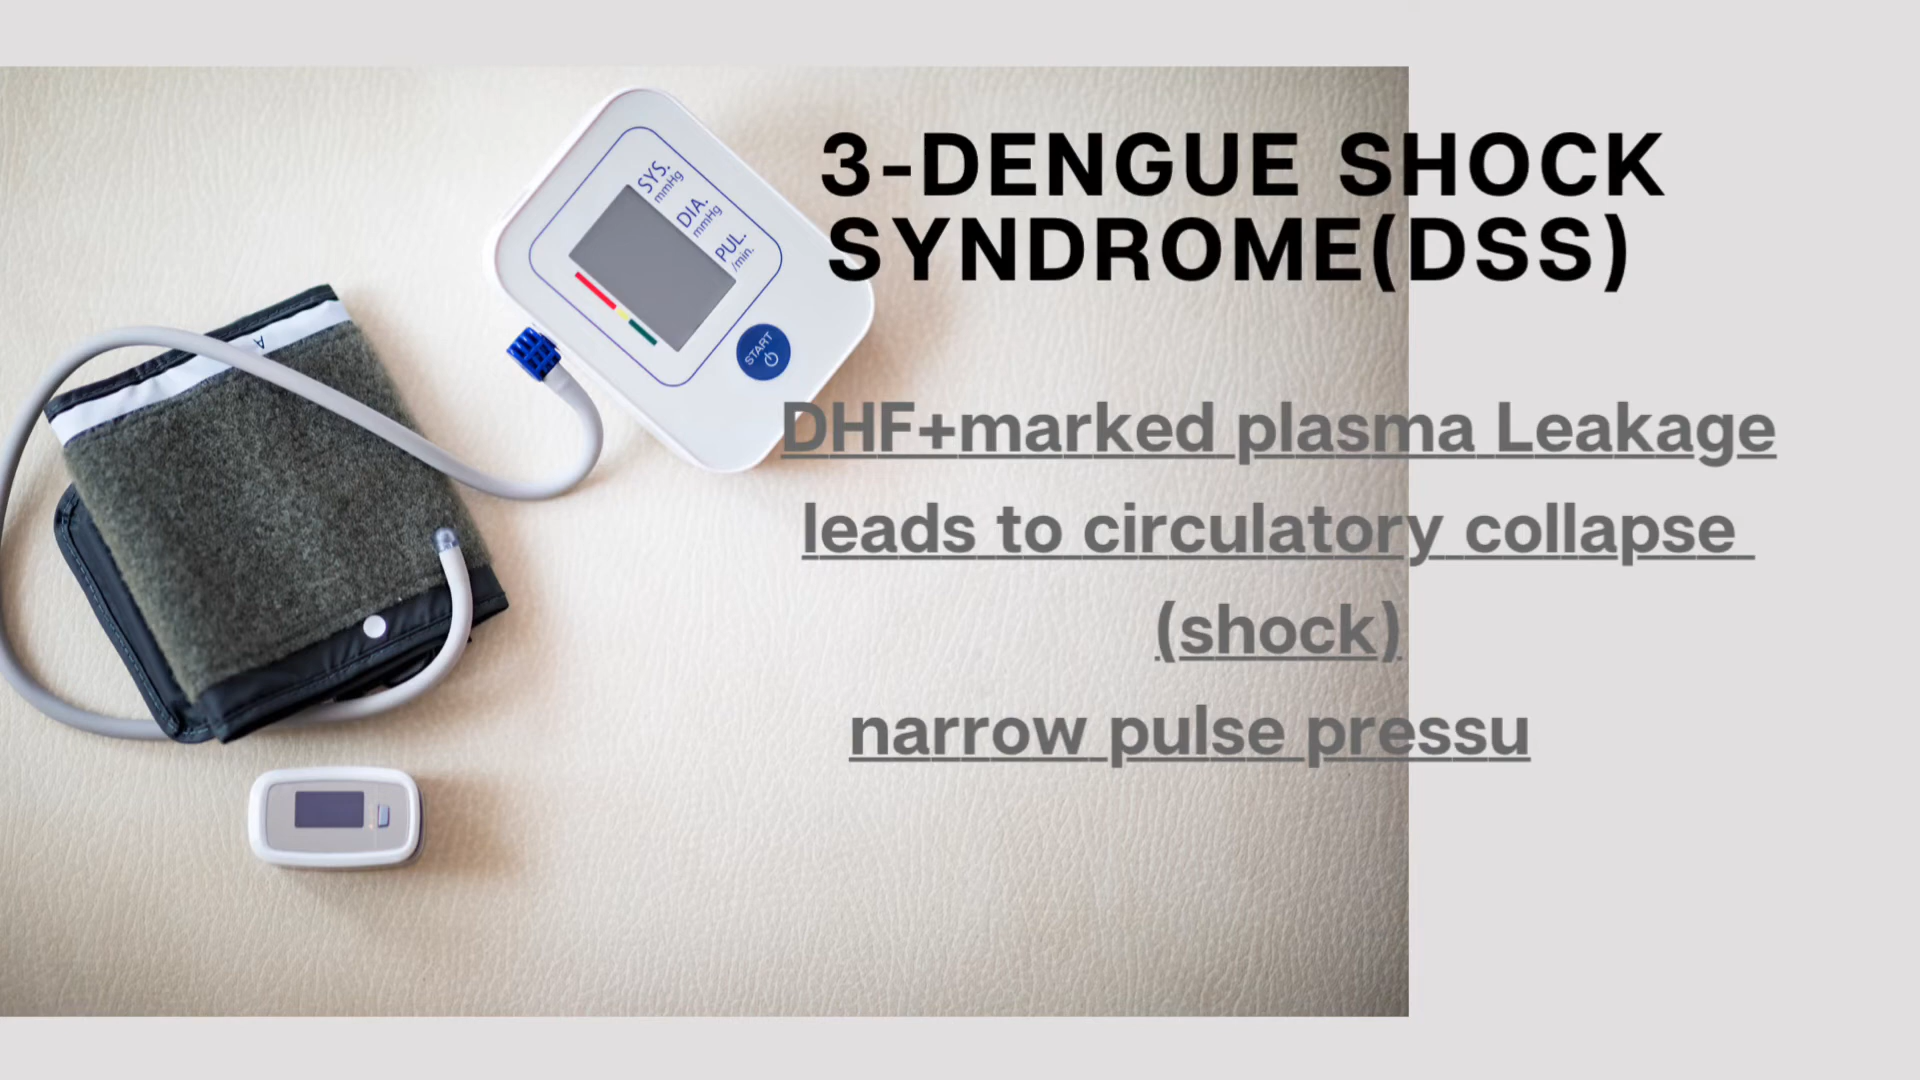 3-DENGUE SHOCK
SYNDROME(DSS)
SYS.
mmHg
DIA.
mmHg
PUL.
/min.
START
A
DHF+marked plasma Leakage
leads to circulatory collapse
(shock)
narrow pulse pressu